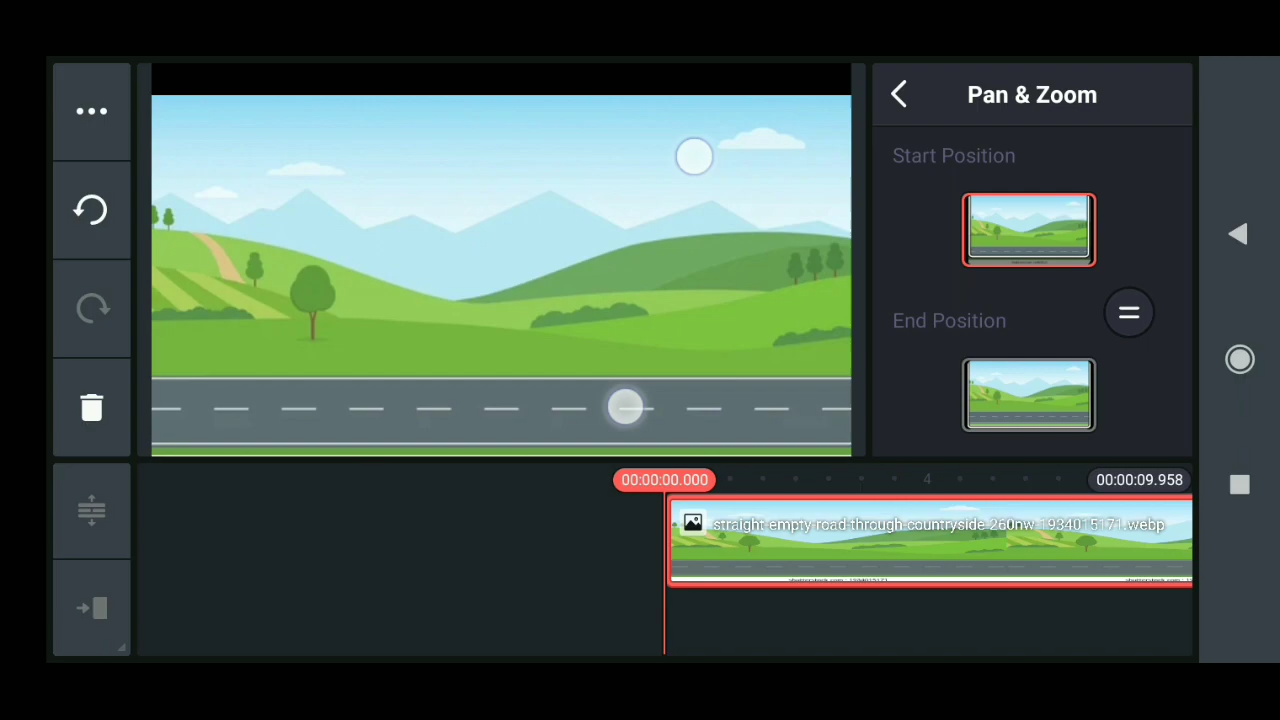 Pan & Zoom
Start Position
End Position
00:00:00.000
4
00:00:09.958
straight-empty-road-through-countryside-260nw-1934015171.webp